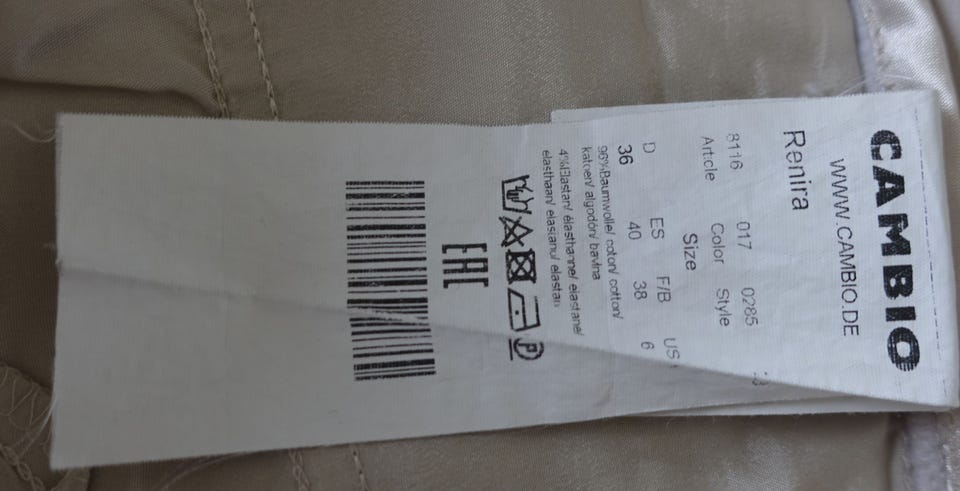 CAMBIO
WWW.CAMBIO.DE
Renira
8116 017 0285
Article Color Style
Size
D ES F/B US
36 40 38 6
96%Baumwolle/ coton/ cotton/
katoen/ algodón/ bavlna
4%Elastan/ élasthanne/ elastane/
elasthaan/ elastano/ elastan
EAC